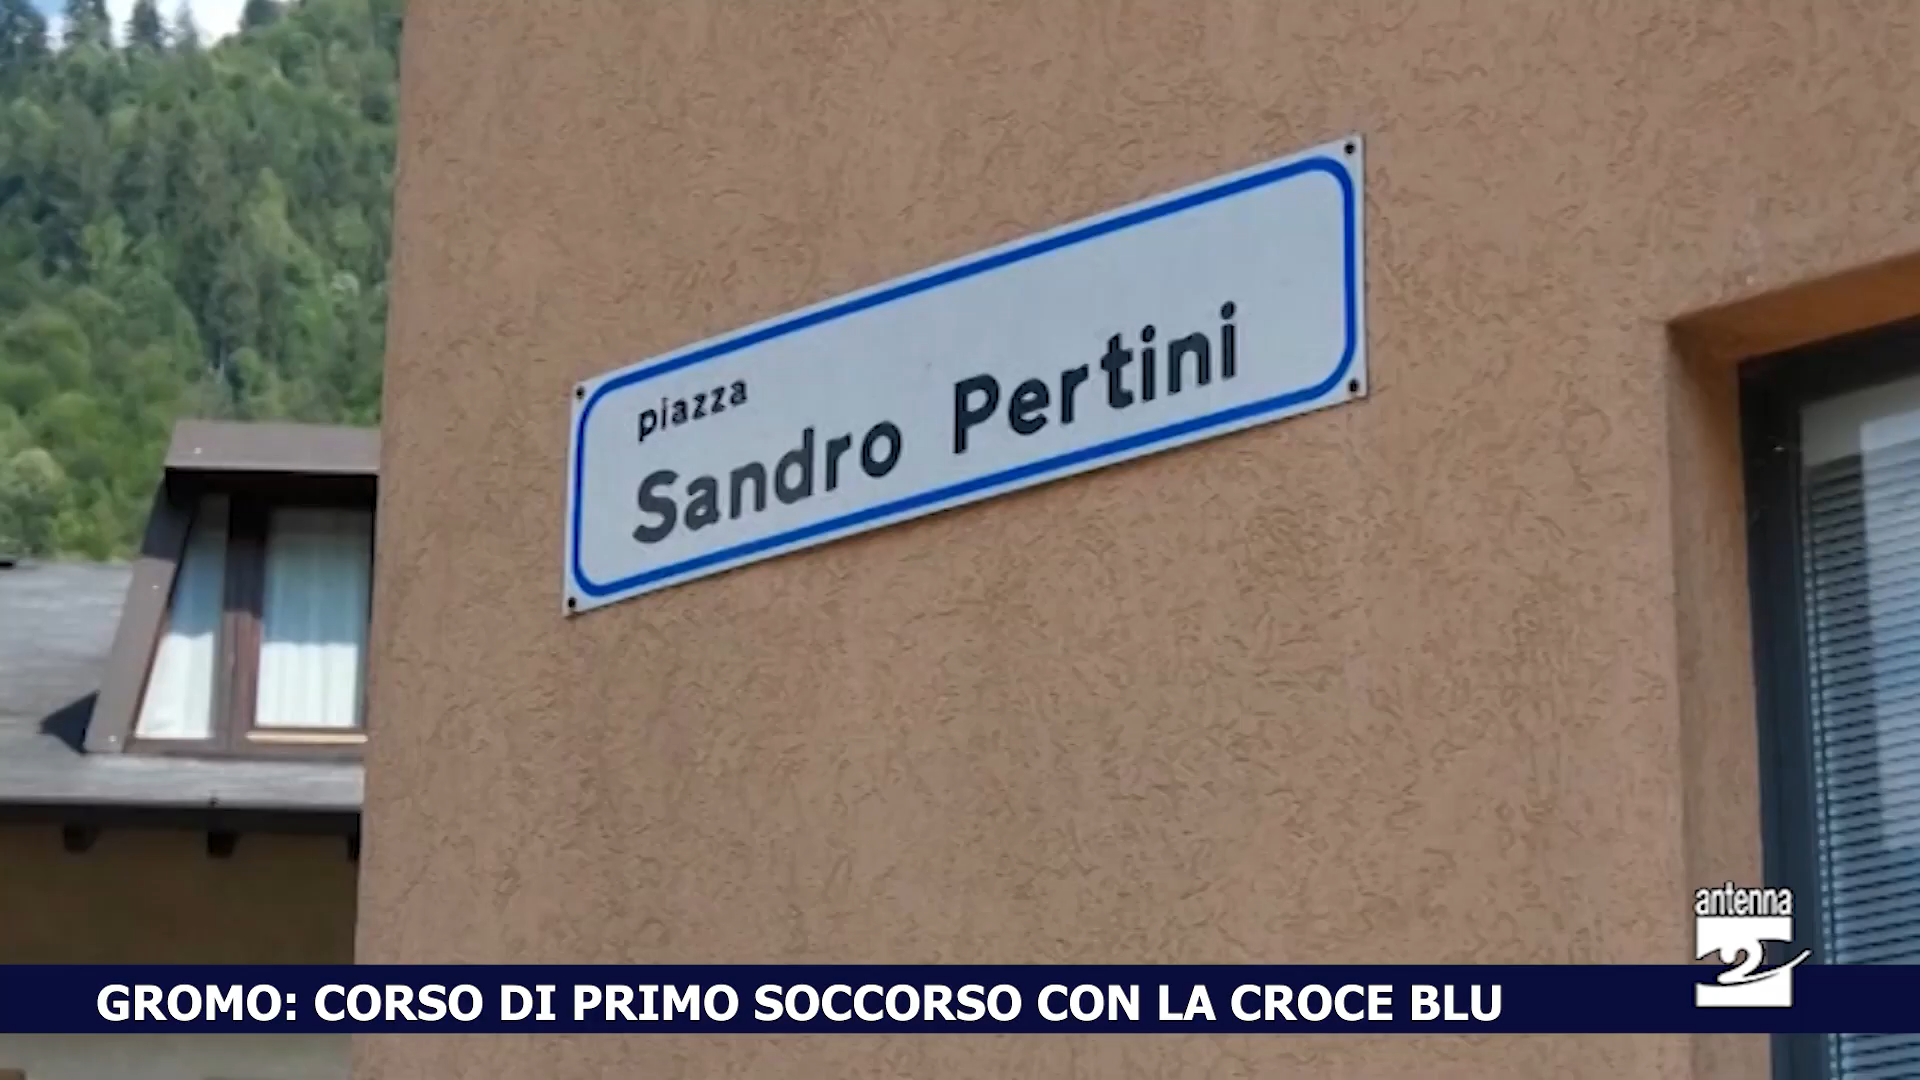 piazza
Sandro Pertini
antenna
2
GROMO: CORSO DI PRIMO SOCCORSO CON LA CROCE BLU